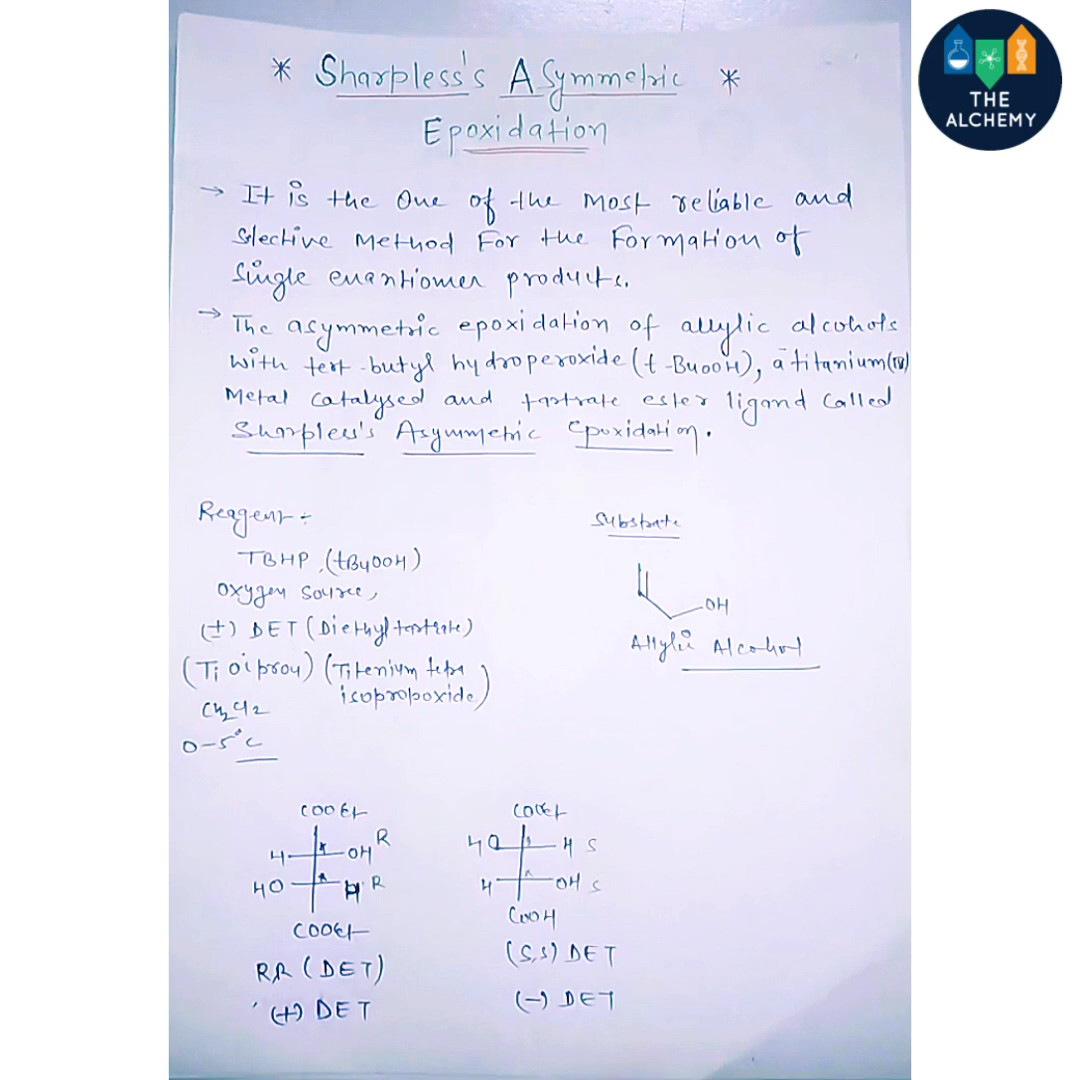 * Sharpless's Asymmetric *
Epoxidation
THE
ALCHEMY
→ It is the One of the most reliable and
Selective Method For the Formation of
Single enantiomer products.
→ The asymmetric epoxidation of allylic alcohols
with tert-butyl hydroperoxide (t-BuOOH), a titanium(IV)
Metal catalysed and tartrate ester ligand called
Sharpless's Asymmetric Epoxidation.
Reagent :-
TBHP, (tBuOOH)
Oxygen source,
(±) DET (Diethyl tartrate)
(Ti oiprou) (Titenium tetra
isopropoxide)
CH2Cl2
0-5°C
Substrate
OH
Allylic Alcohol
COOEt
H OH R
HO H R
COOEt
RR (DET)
(+) DET
COOEt
HO H S
H OH S
COOH
(S,S) DET
(-) DET